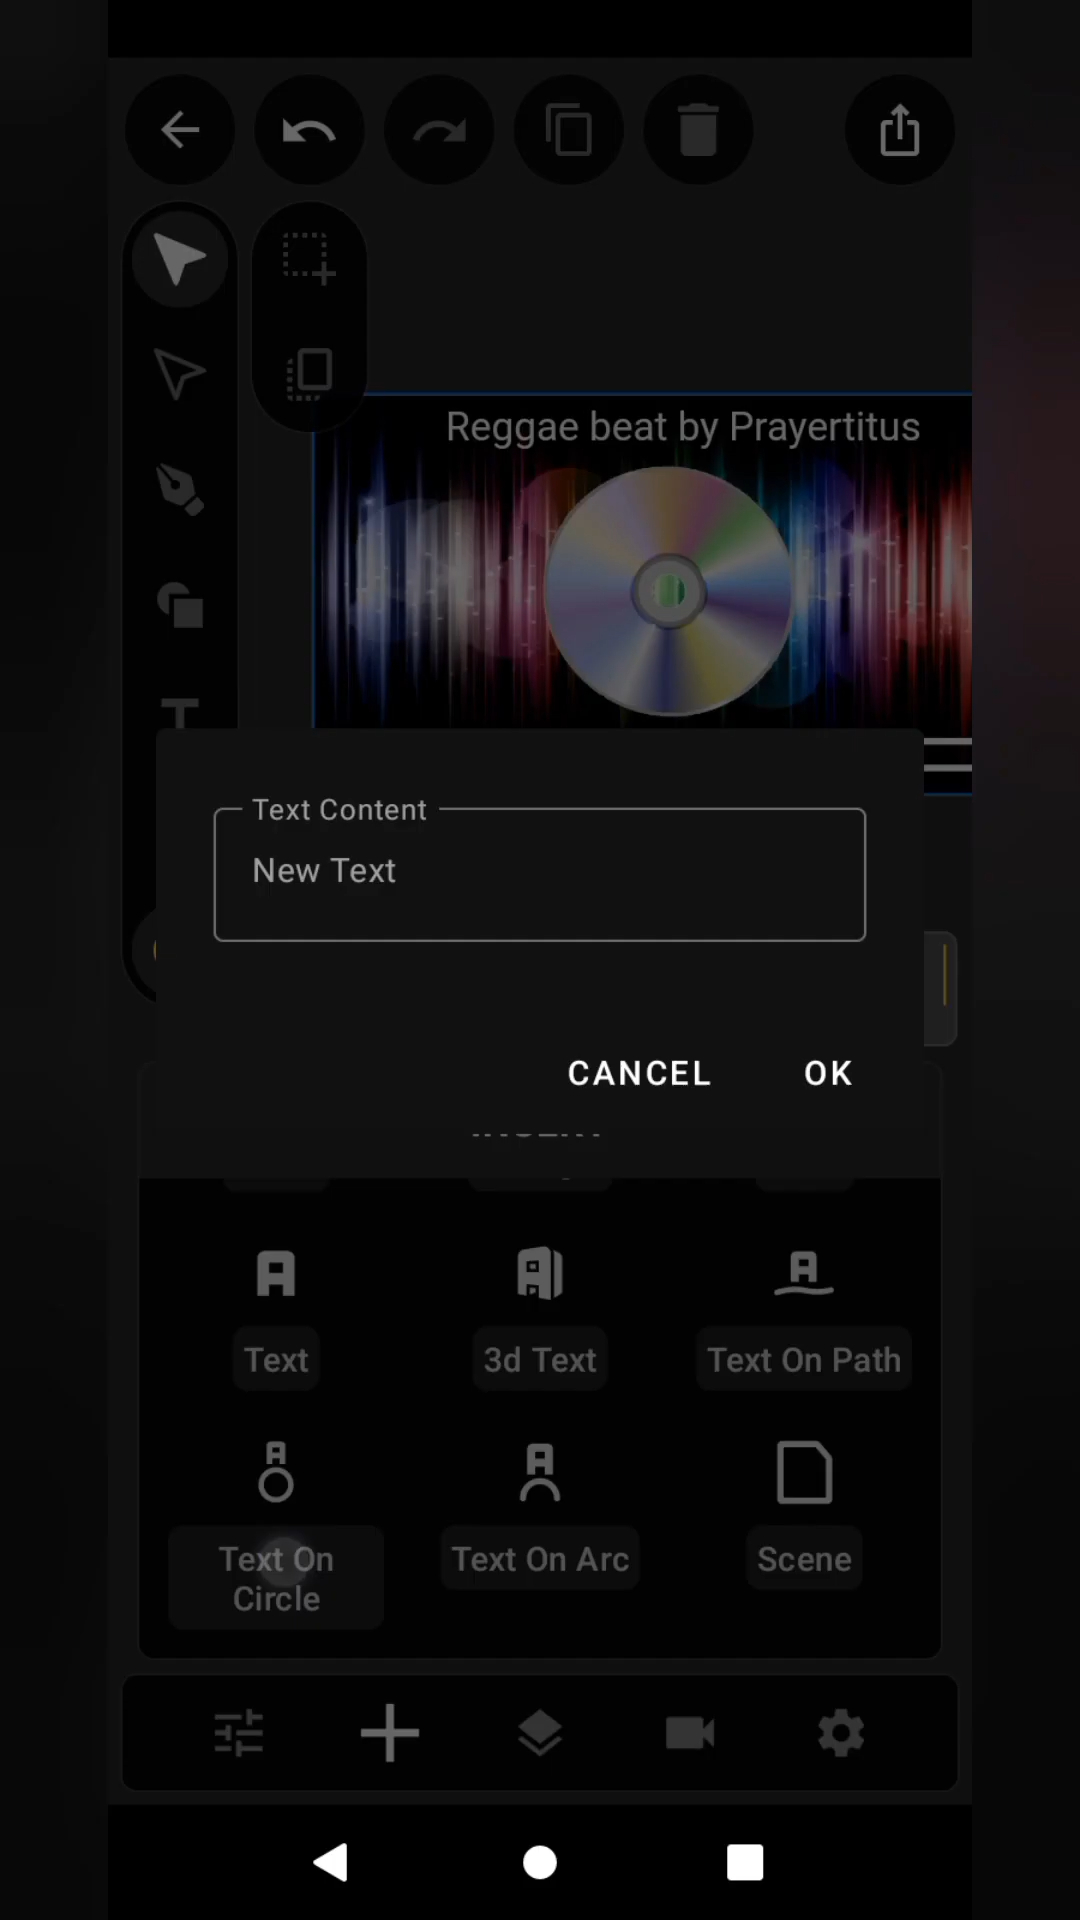 Reggae beat by Prayertitus
Text Content
New Text
CANCEL
OK
Text
3d Text
Text On Path
Text On
Circle
Text On Arc
Scene